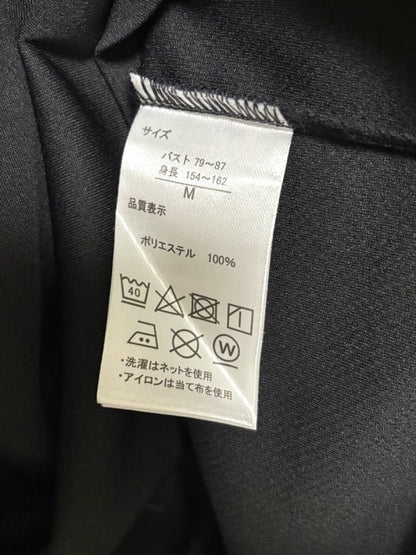 サイズ
バスト 79～87
身長 154～162
M
品質表示
ポリエステル 100%
40
W
・洗濯はネットを使用
・アイロンは当て布を使用